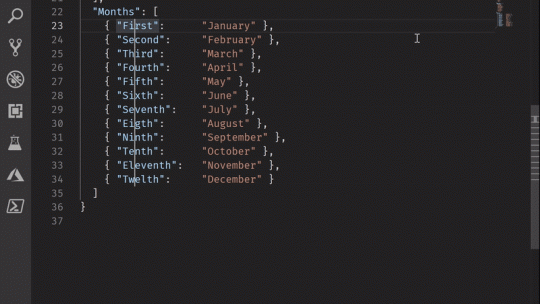 22 "Months": [
23 { "First": "January" },
24 { "Second": "February" },
25 { "Third": "March" },
26 { "Fourth": "April" },
27 { "Fifth": "May" },
28 { "Sixth": "June" },
29 { "Seventh": "July" },
30 { "Eigth": "August" },
31 { "Ninth": "September" },
32 { "Tenth": "October" },
33 { "Eleventh": "November" },
34 { "Twelth": "December" }
35 ]
36 }
37